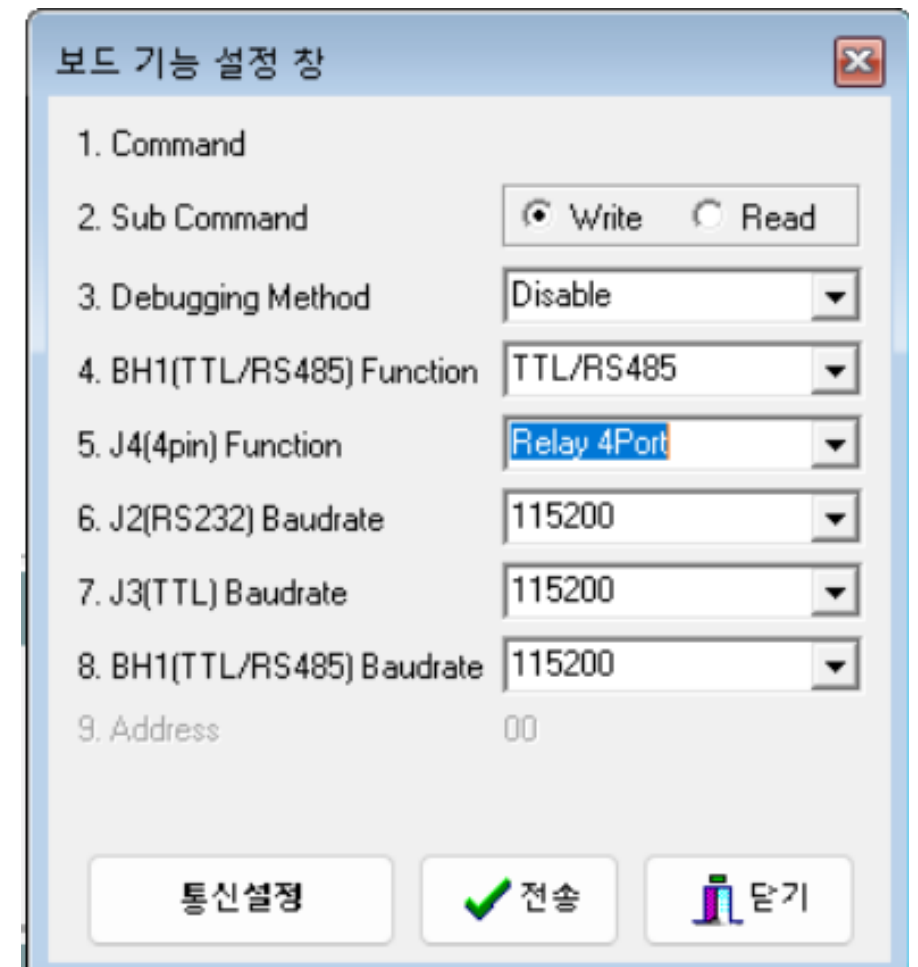 보드 기능 설정 창
1. Command
2. Sub Command Write Read
3. Debugging Method Disable
4. BH1(TTL/RS485) Function TTL/RS485
5. J4(4pin) Function Relay 4Port
6. J2(RS232) Baudrate 115200
7. J3(TTL) Baudrate 115200
8. BH1(TTL/RS485) Baudrate 115200
9. Address 00
통신설정 전송 닫기